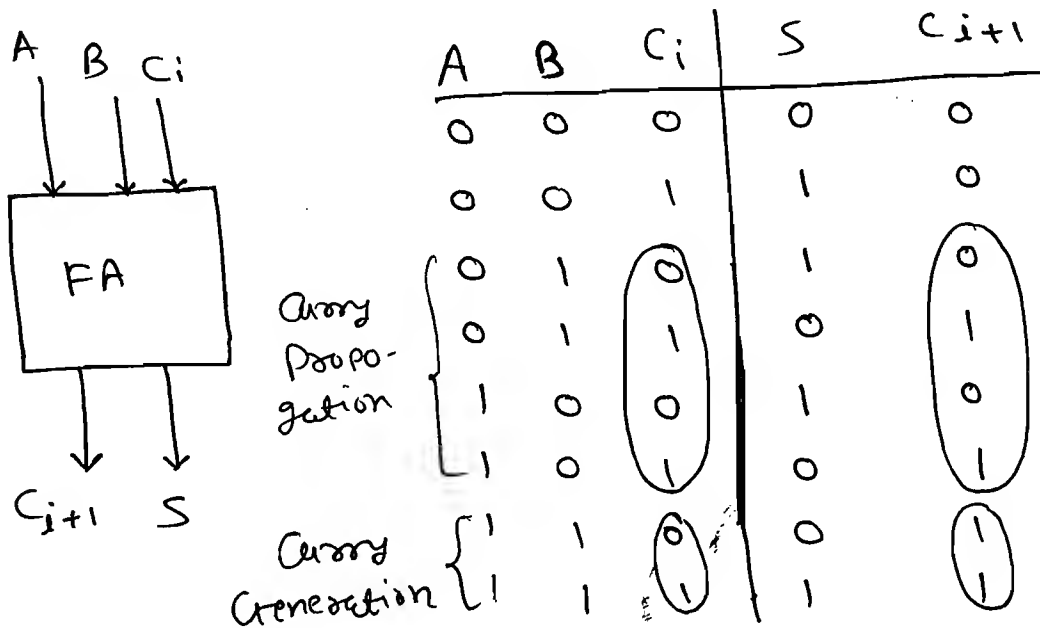 A B Ci
FA
Ci+1 S
A B Ci S Ci+1
0 0 0 0 0
0 0 1 1 0
0 1 0 1 0
0 1 1 0 1
1 0 0 1 0
1 0 1 0 1
1 1 0 0 1
1 1 1 1 1
Carry
Propo-
gation
Carry
Generation